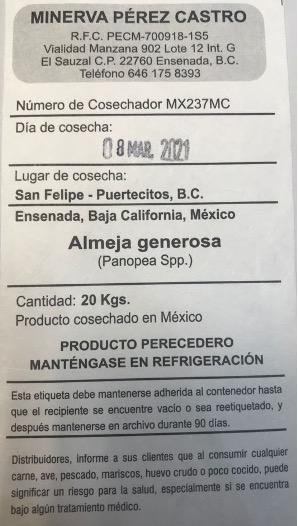 MINERVA PÉREZ CASTRO
R.F.C. PECM-700918-1S5
Vialidad Manzana 902 Lote 12 Int. G
El Sauzal C.P. 22760 Ensenada, B.C.
Teléfono 646 175 8393
Número de Cosechador MX237MC
Día de cosecha:
08 MAR. 2021
Lugar de cosecha:
San Felipe - Puertecitos, B.C.
Ensenada, Baja California, México
Almeja generosa
(Panopea Spp.)
Cantidad: 20 Kgs.
Producto cosechado en México
PRODUCTO PERECEDERO
MANTÉNGASE EN REFRIGERACIÓN
Esta etiqueta debe mantenerse adherida al contenedor hasta
que el recipiente se encuentre vacío o sea reetiquetado, y
después mantenerse en archivo durante 90 días.
Distribuidores, informe a sus clientes que al consumir cualquier
carne, ave, pescado, mariscos, huevo crudo o poco cocido, puede
significar un riesgo para la salud, especialmente si se encuentra
bajo algún tratamiento médico.